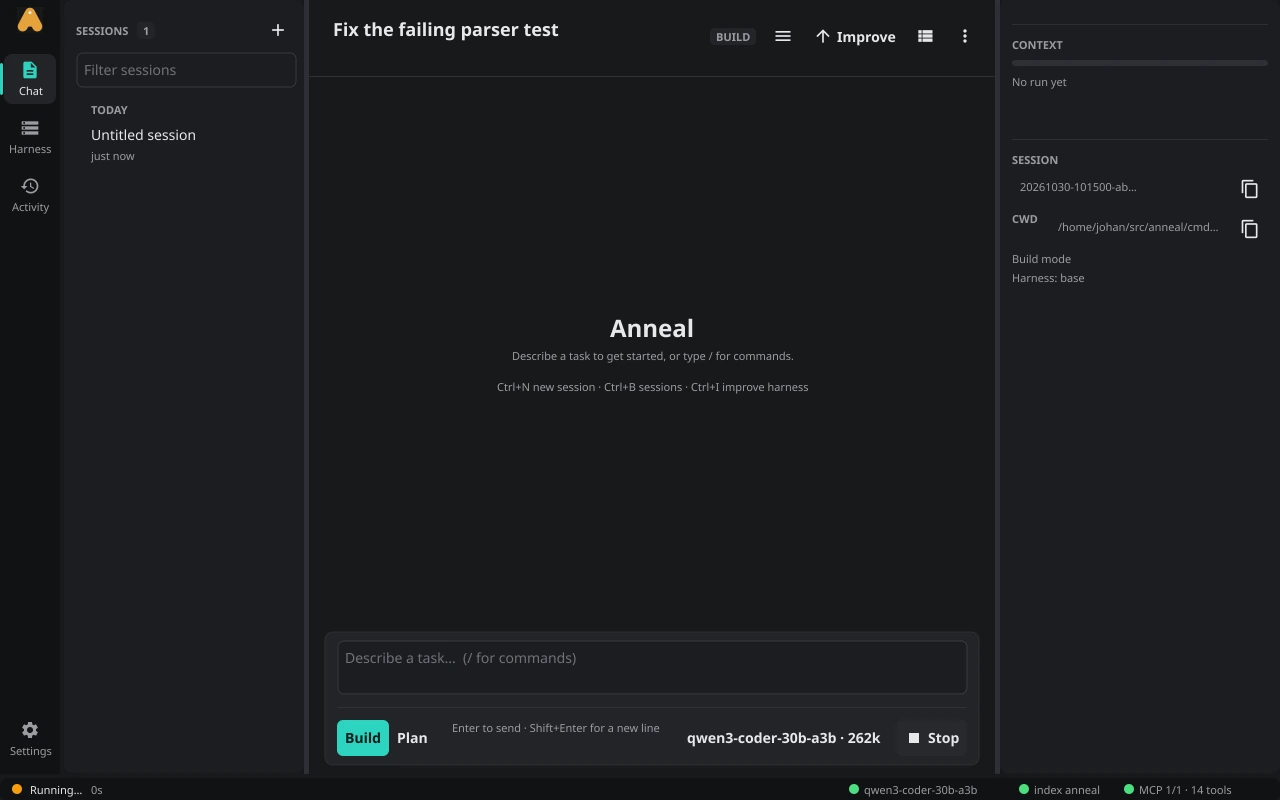 Chat
Harness
Activity
Settings
SESSIONS 1
Filter sessions
TODAY
Untitled session
just now
Fix the failing parser test
BUILD
Improve
Anneal
Describe a task to get started, or type / for commands.
Ctrl+N new session · Ctrl+B sessions · Ctrl+I improve harness
Describe a task... (/ for commands)
Build Plan Enter to send · Shift+Enter for a new line qwen3-coder-30b-a3b · 262k Stop
CONTEXT
No run yet
SESSION
20261030-101500-ab...
CWD /home/johan/src/anneal/cmd...
Build mode
Harness: base
Running... 0s qwen3-coder-30b-a3b index anneal MCP 1/1 · 14 tools